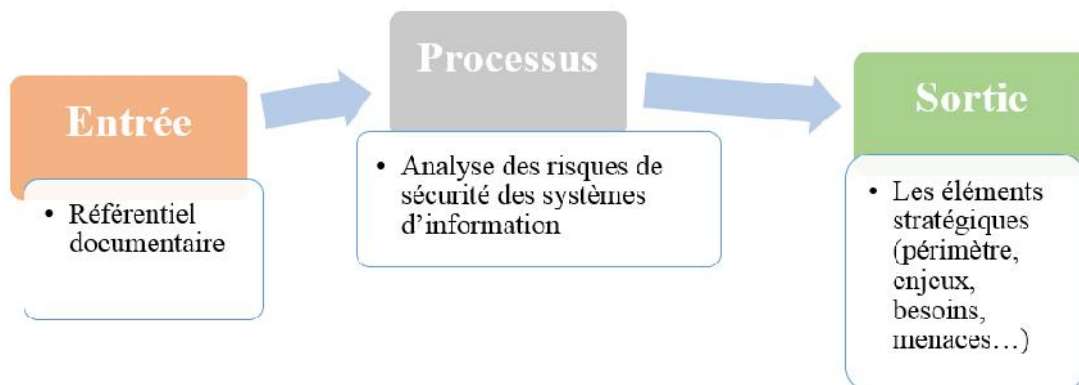 Entrée
• Référentiel
documentaire
Processus
• Analyse des risques de
sécurité des systèmes
d’information
Sortie
• Les éléments
stratégiques
(périmètre,
enjeux,
besoins,
menaces…)